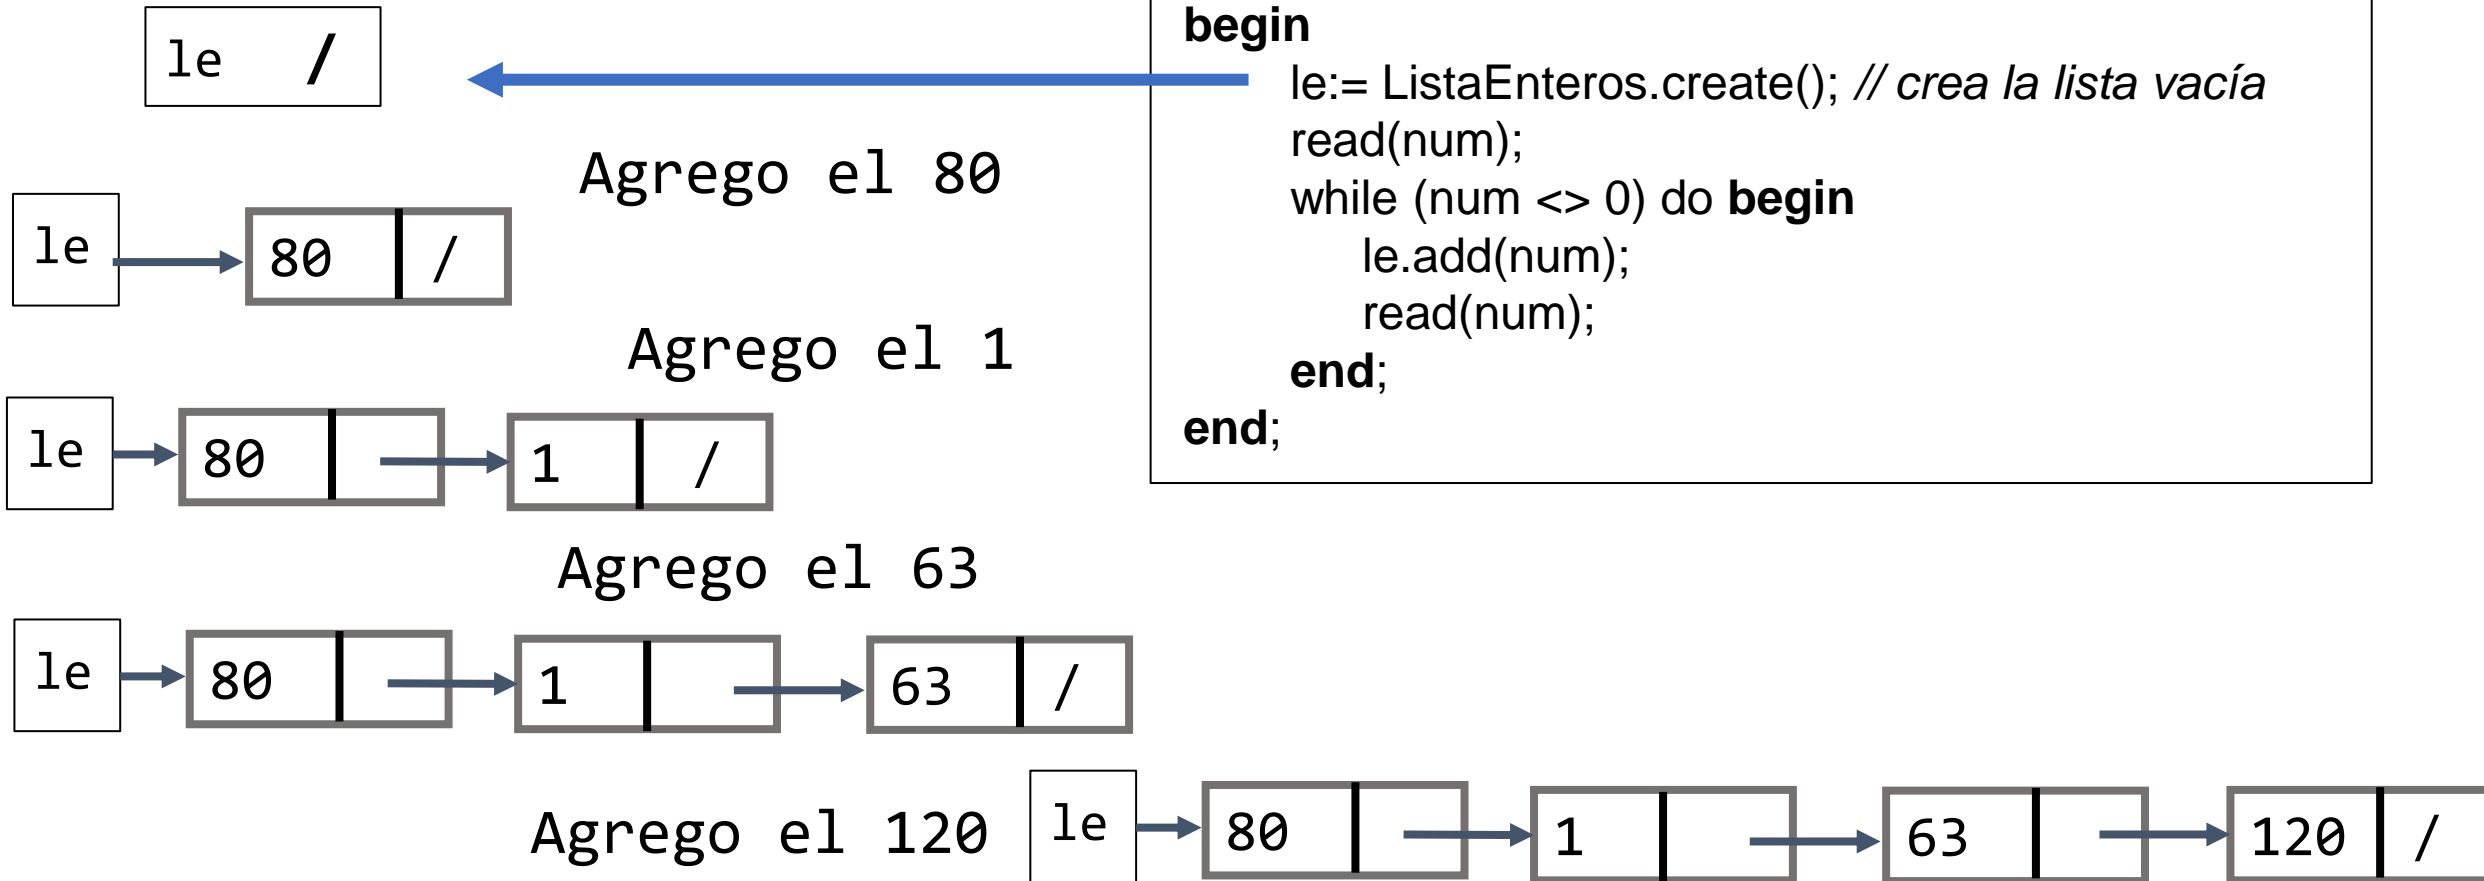 le /
begin
le:= ListaEnteros.create(); // crea la lista vacía
read(num);
while (num <> 0) do begin
le.add(num);
read(num);
end;
end;
Agrego el 80
le 80 /
Agrego el 1
le 80 1 /
Agrego el 63
le 80 1 63 /
Agrego el 120
le 80 1 63 120 /